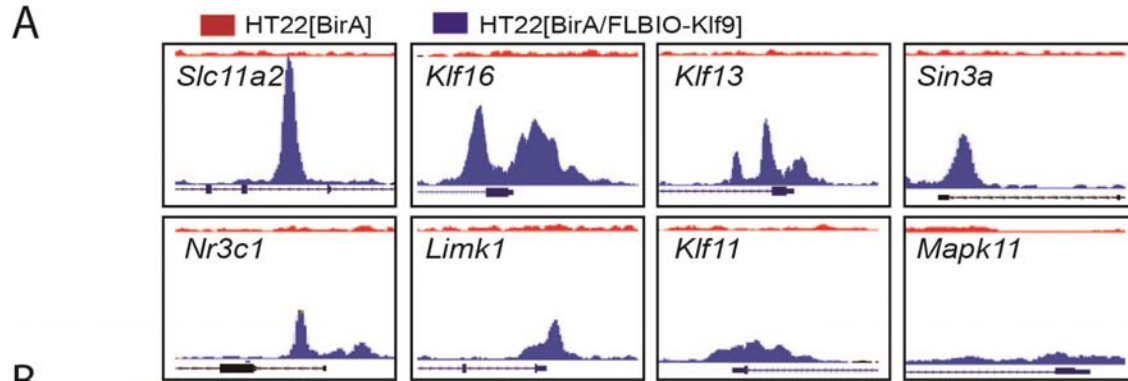 A
HT22[BirA] HT22[BirA/FLBIO-Klf9]
Slc11a2 Klf16 Klf13 Sin3a
Nr3c1 Limk1 Klf11 Mapk11
B